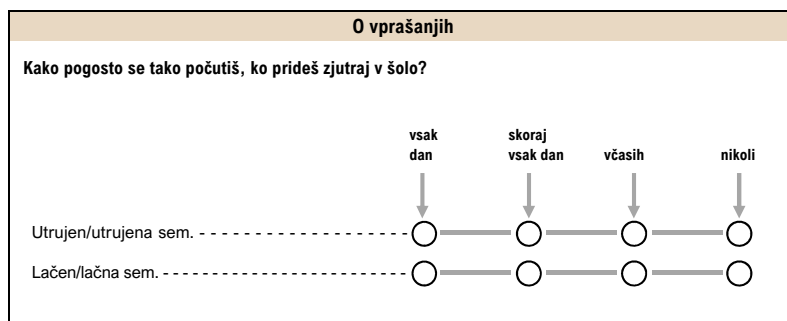 O vprašanjih
Kako pogosto se tako počutiš, ko prideš zjutraj v šolo?
vsak dan
skoraj vsak dan
včasih
nikoli
Utrujen/utrujena sem.
Lačen/lačna sem.